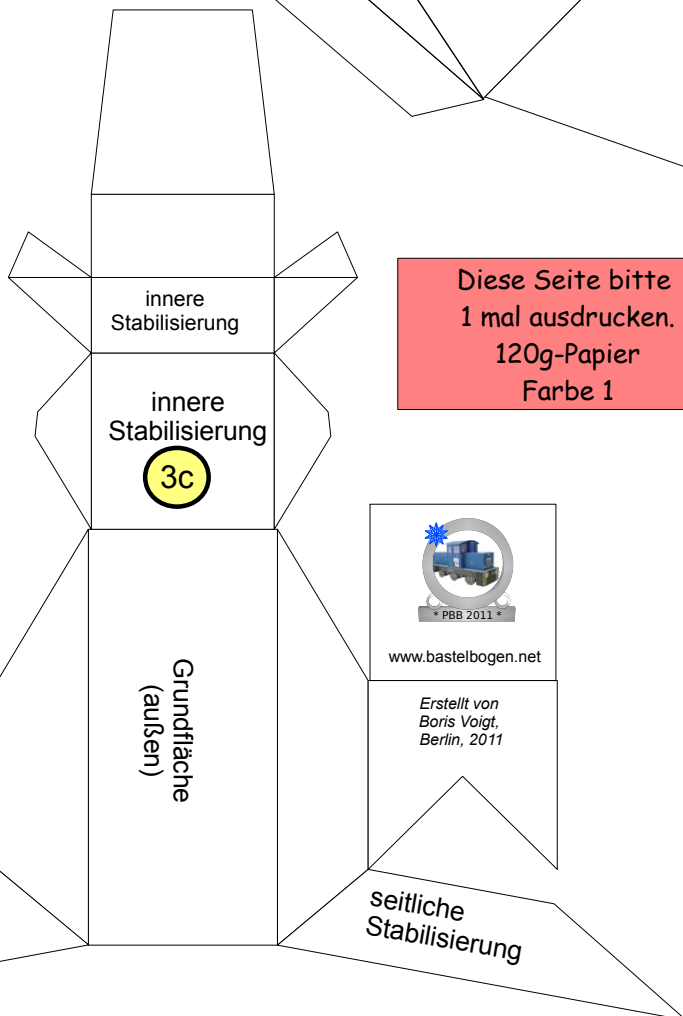 innere
Stabilisierung
Diese Seite bitte
1 mal ausdrucken.
120g-Papier
Farbe 1
innere
Stabilisierung
3c
* PBB 2011 *
www.bastelbogen.net
Grundfläche
(außen)
Erstellt von
Boris Voigt,
Berlin, 2011
seitliche
Stabilisierung